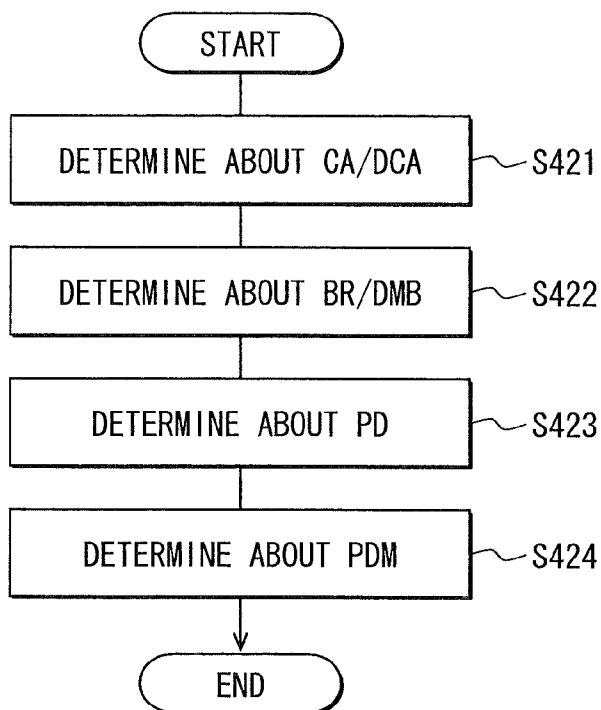 START
DETERMINE ABOUT CA/DCA
S421
DETERMINE ABOUT BR/DMB
S422
DETERMINE ABOUT PD
S423
DETERMINE ABOUT PDM
S424
END